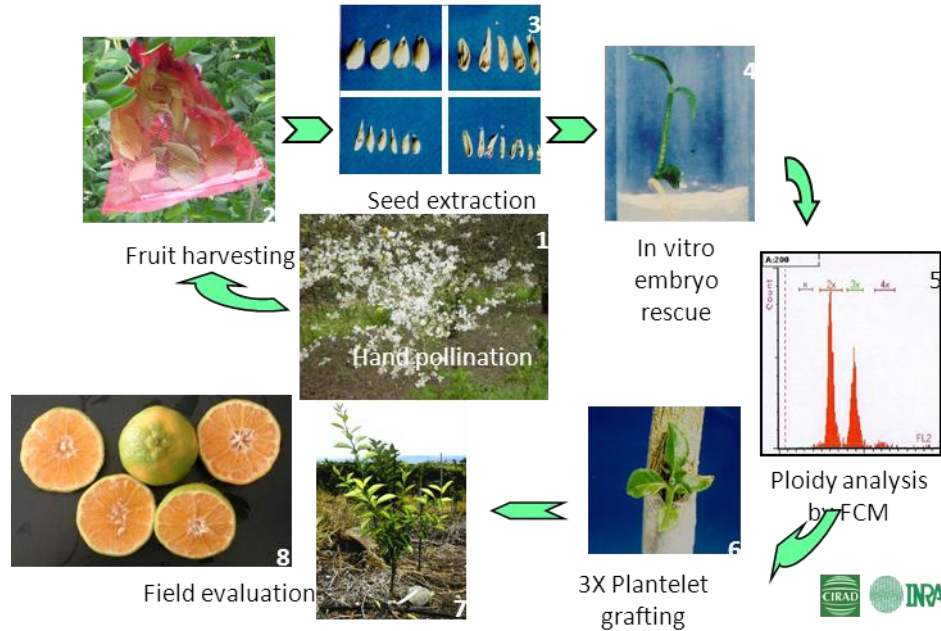 1
Hand pollination
2
Fruit harvesting
3
Seed extraction
4
In vitro
embryo
rescue
5
A:200
Count
x 2x 3x 4x
FL2
Ploidy analysis
by FCM
6
3X Plantelet
grafting
7
8
Field evaluation
CIRAD
INRA